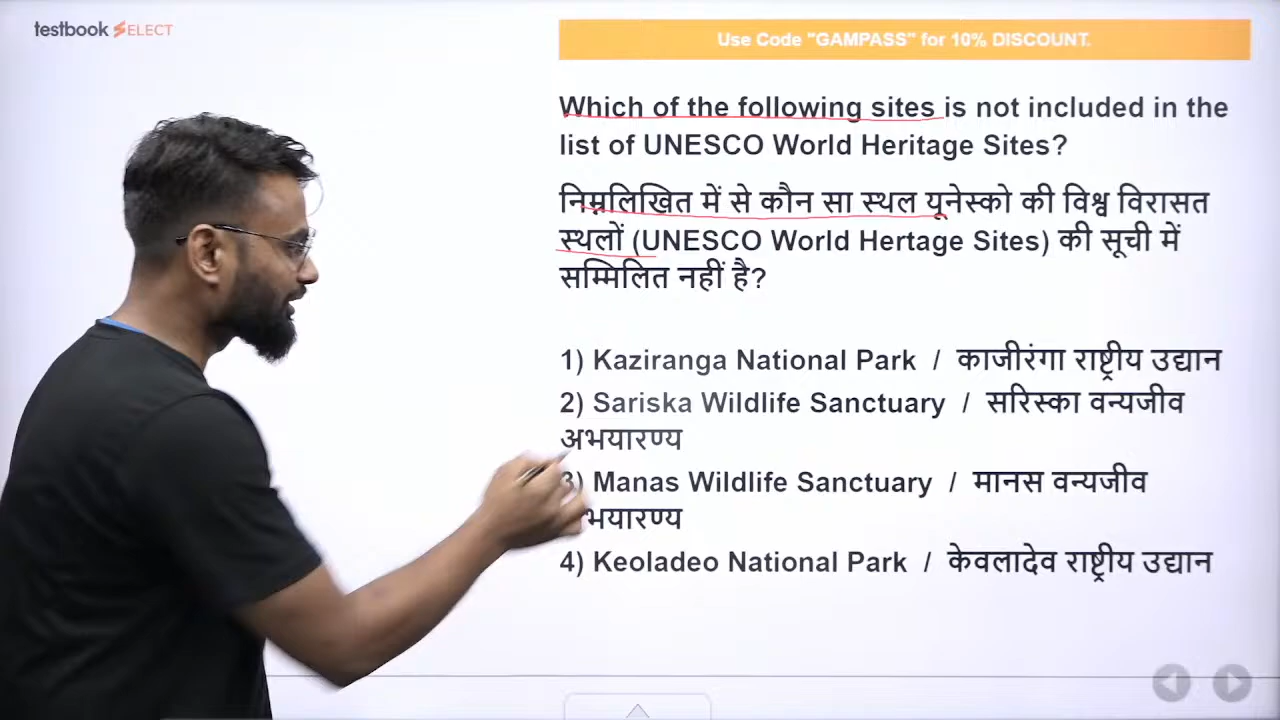 testbook SELECT
Use Code "GAMPASS" for 10% DISCOUNT.
Which of the following sites is not included in the
list of UNESCO World Heritage Sites?
निम्नलिखित में से कौन सा स्थल यूनेस्को की विश्व विरासत
स्थलों (UNESCO World Hertage Sites) की सूची में
सम्मिलित नहीं है?
1) Kaziranga National Park / काजीरंगा राष्ट्रीय उद्यान
2) Sariska Wildlife Sanctuary / सरिस्का वन्यजीव
अभयारण्य
3) Manas Wildlife Sanctuary / मानस वन्यजीव
भयारण्य
4) Keoladeo National Park / केवलादेव राष्ट्रीय उद्यान